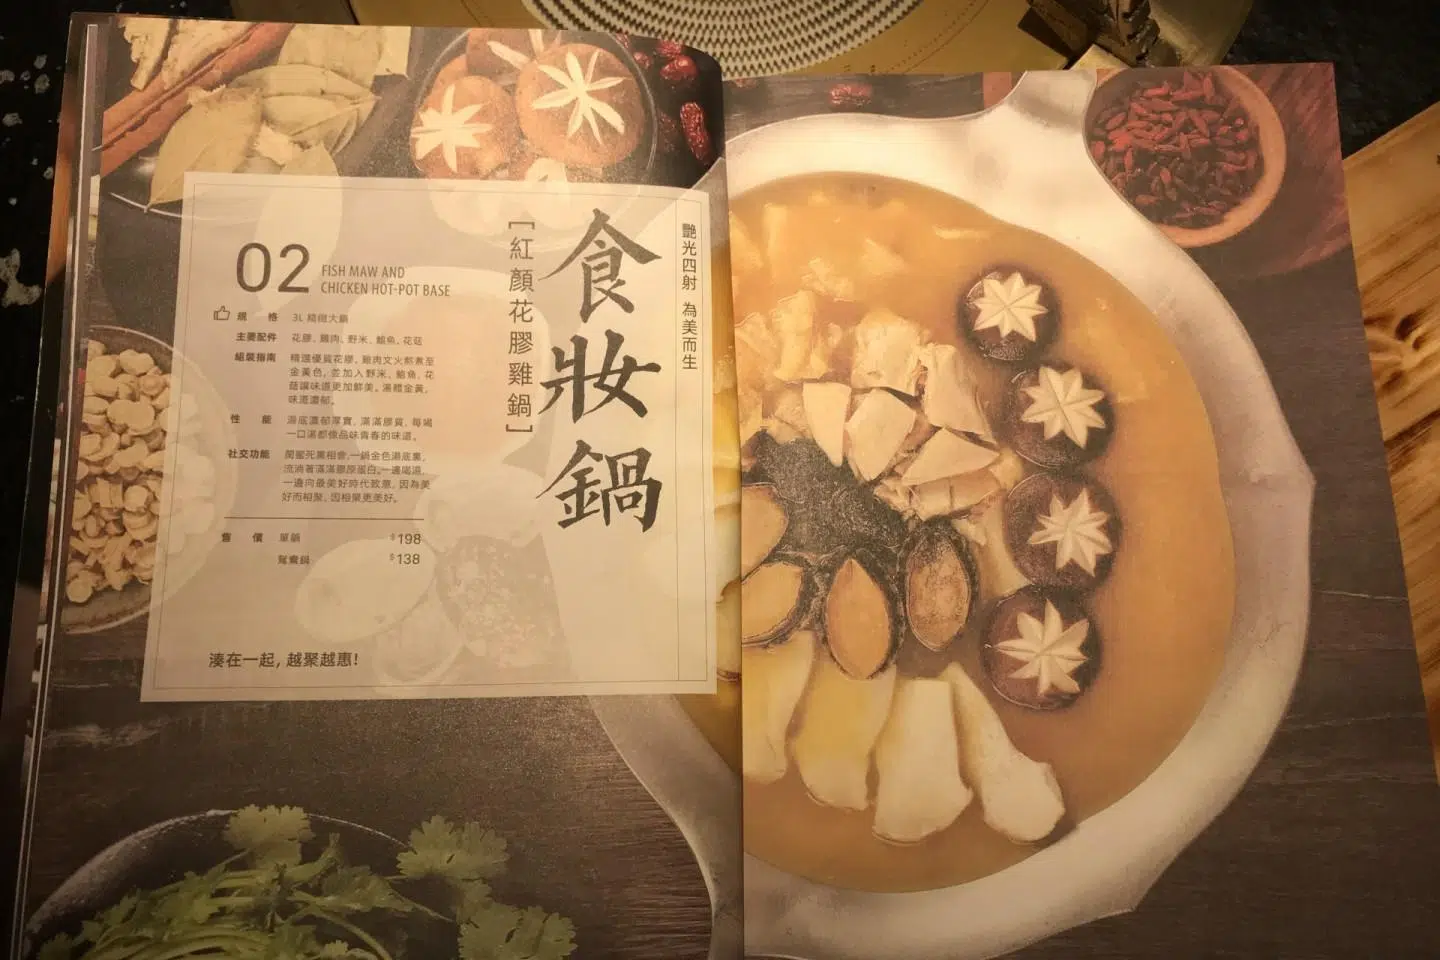 艷光四射 為美而生
食妝鍋
[紅顏花膠雞鍋]
02
FISH MAW AND
CHICKEN HOT-POT BASE
規 格 3L 精緻大鍋
主要配件 花膠、雞肉、野米、鮑魚、花菇
組裝指南 精選優質花膠、雞肉文火熬煮至
金黃色，並加入野米、鮑魚、花
菇讓味道更加鮮美。湯體金黃，
味道濃郁。
性 能 湯底濃郁厚實，滿滿膠質，每喝
一口湯都像品味青春的味道。
社交功能 閨蜜死黨相會，一鍋金色湯底裏，
流淌著滿滿膠原蛋白。一邊喝湯，
一邊向最美好時代致意，因為美
好而相聚，因相聚更美好。
售 價 單鍋 $198
鴛鴦鍋 $138
湊在一起，越聚越惠！